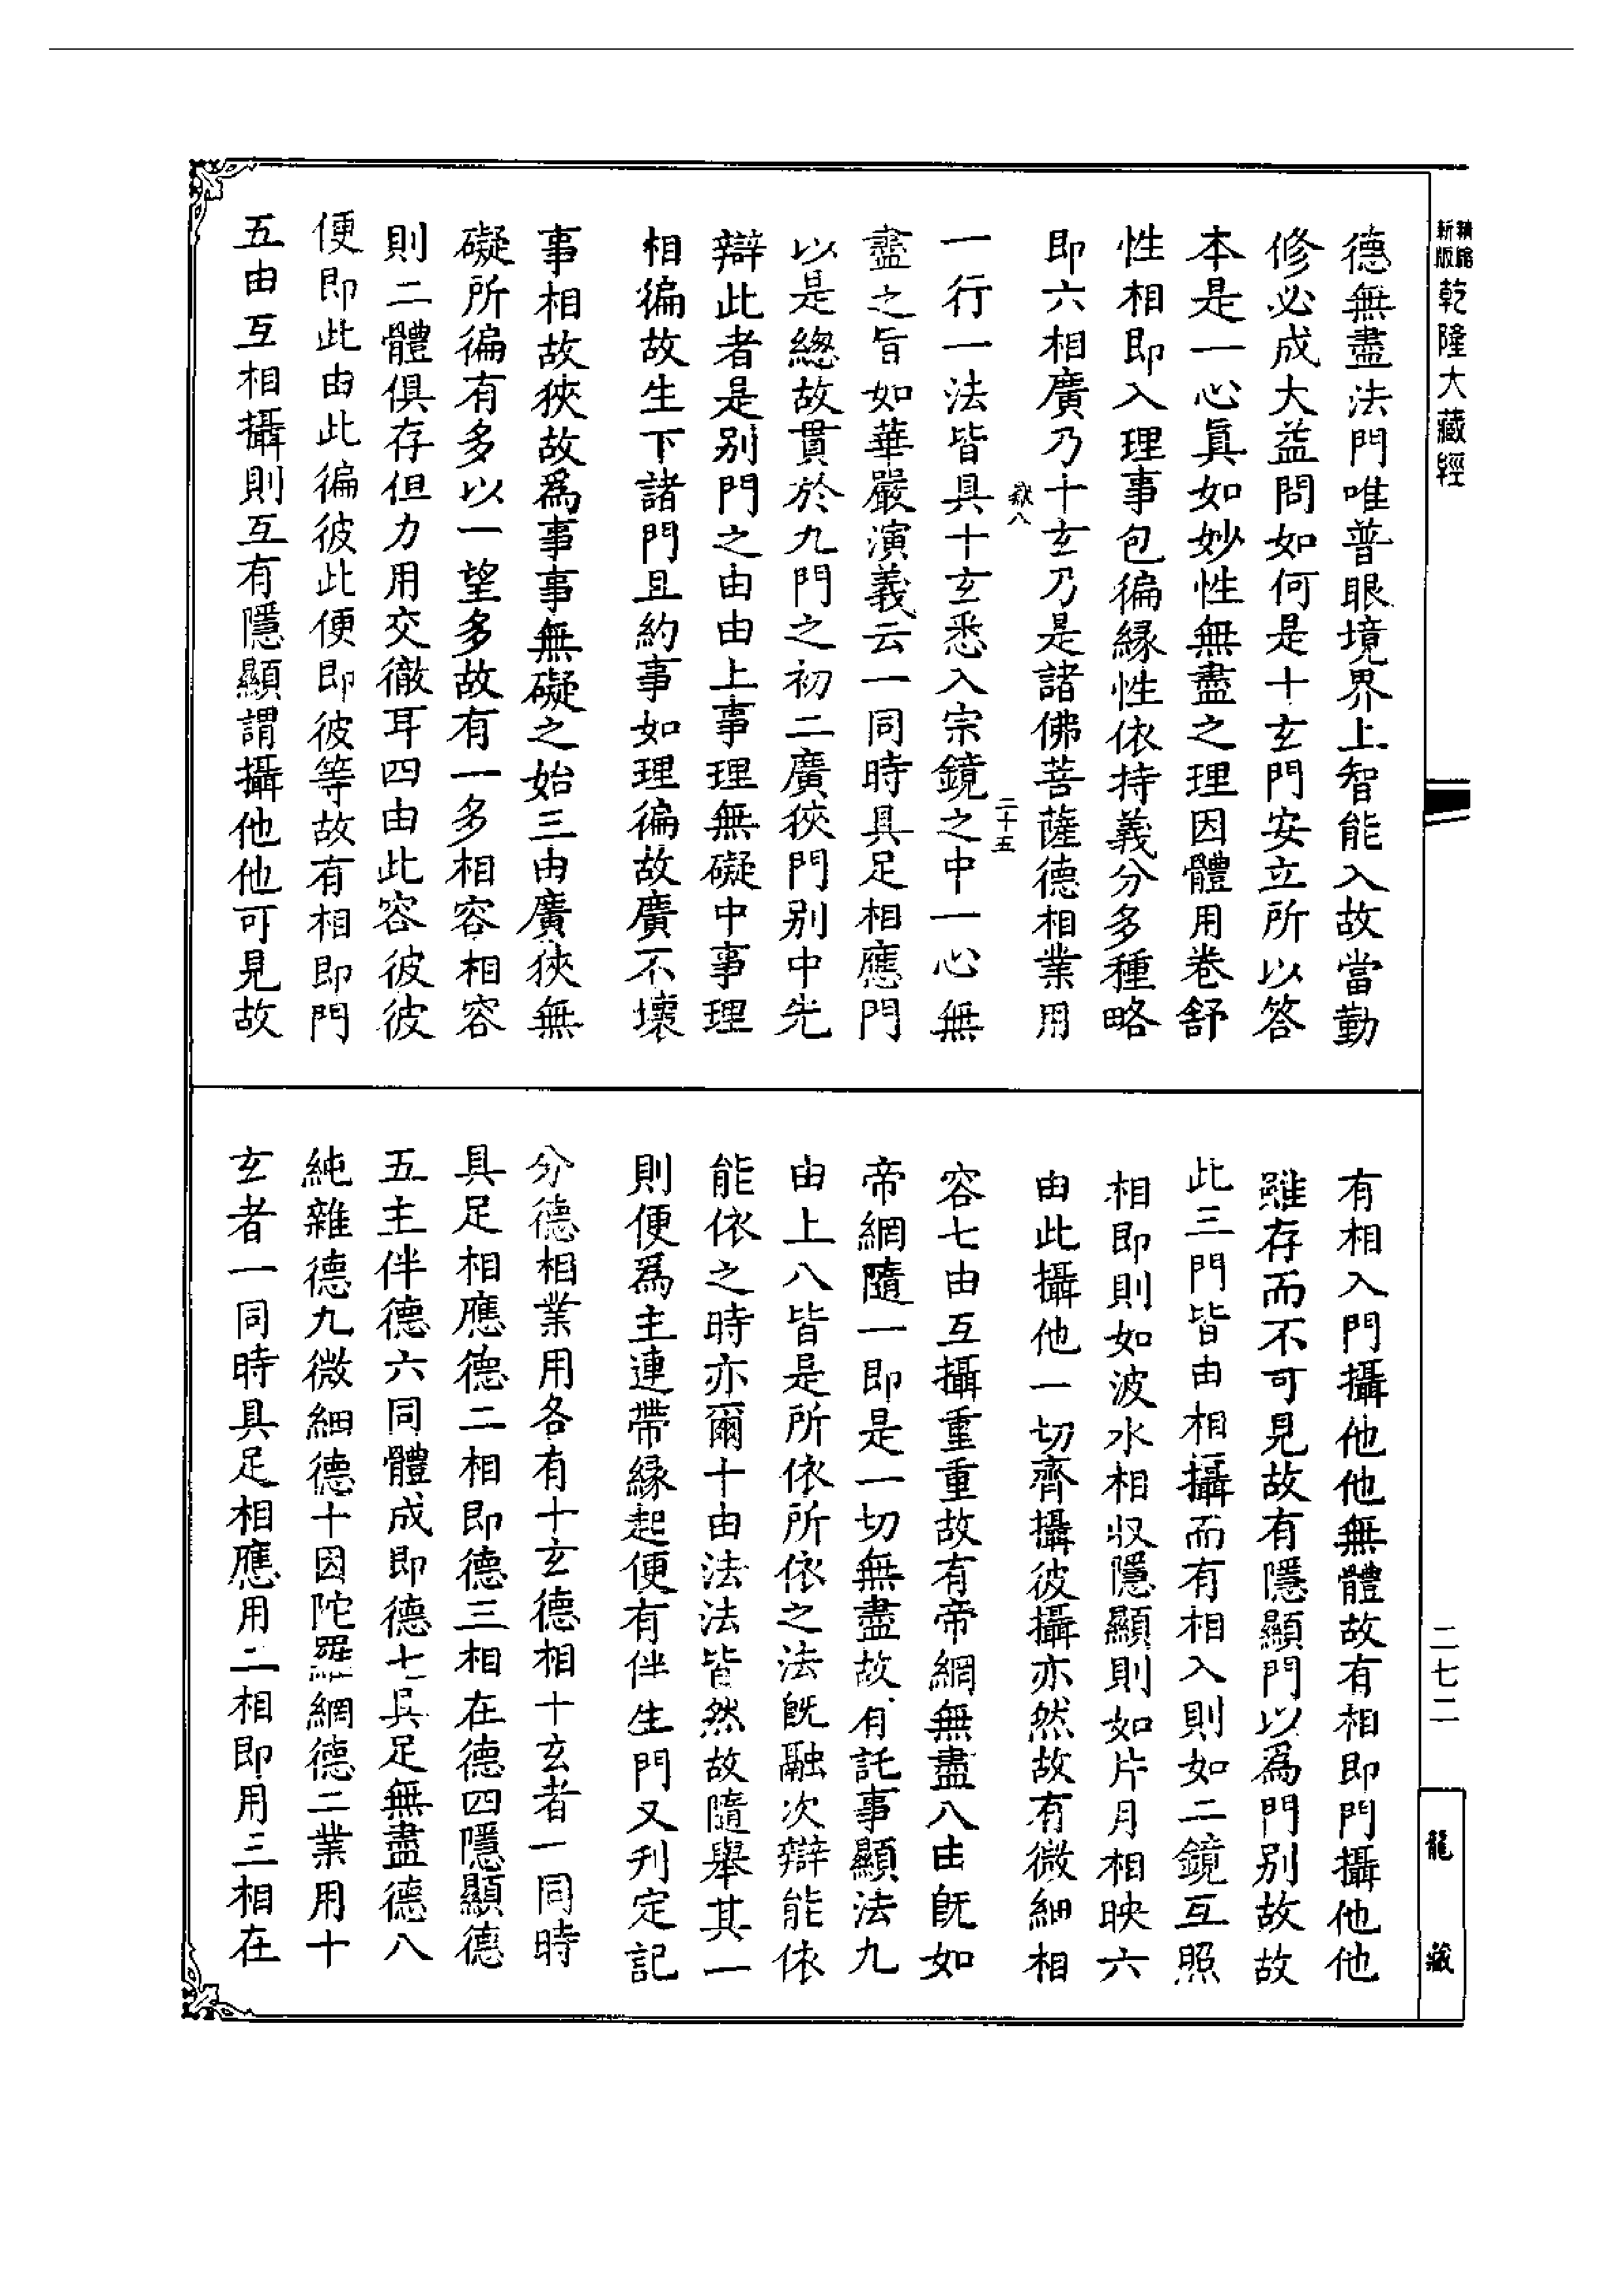 新版精縮乾隆大藏經
德無盡法門唯普眼境界上智能入故當勤
修必成大益問如何是十玄門安立所以答
本是一心眞如妙性無盡之理因體用卷舒
性相即入理事包徧緣性依持義分多種略
即六相廣乃十玄乃是諸佛菩薩德相業用
嶽八
二十五
一行一法皆具十玄悉入宗鏡之中一心無
盡之旨如華嚴演義云一同時具足相應門
以是總故貫於九門之初二廣狹門別中先
辯此者是別門之由由上事理無礙中事理
相徧故生下諸門且約事如理徧故廣不壞
事相故狹故爲事事無礙之始三由廣狹無
礙所徧有多以一望多故有一多相容相容
則二體俱存但力用交徹耳四由此容彼彼
便即此由此徧彼此便即彼等故有相即門
五由互相攝則互有隱顯謂攝他他可見故
有相入門攝他他無體故有相即門攝他他
雖存而不可見故有隱顯門以爲門別故故
此三門皆由相攝而有相入則如二鏡互照
相即則如波水相収隱顯則如片月相映六
由此攝他一切齊攝彼攝亦然故有微細相
容七由互攝重重故有帝網無盡八由旣如
帝網隨一即是一切無盡故有託事顯法九
由上八皆是所依所依之法旣融次辯能依
能依之時亦爾十由法法皆然故隨舉其一
則便爲主連帶緣起便有伴生門又刋定記
分德相業用各有十玄德相十玄者一同時
具足相應德二相即德三相在德四隱顯德
五主伴德六同體成即德七具足無盡德八
純雜德九微細德十因陀羅網德二業用十
玄者一同時具足相應用二相即用三相在
二七二
龍藏